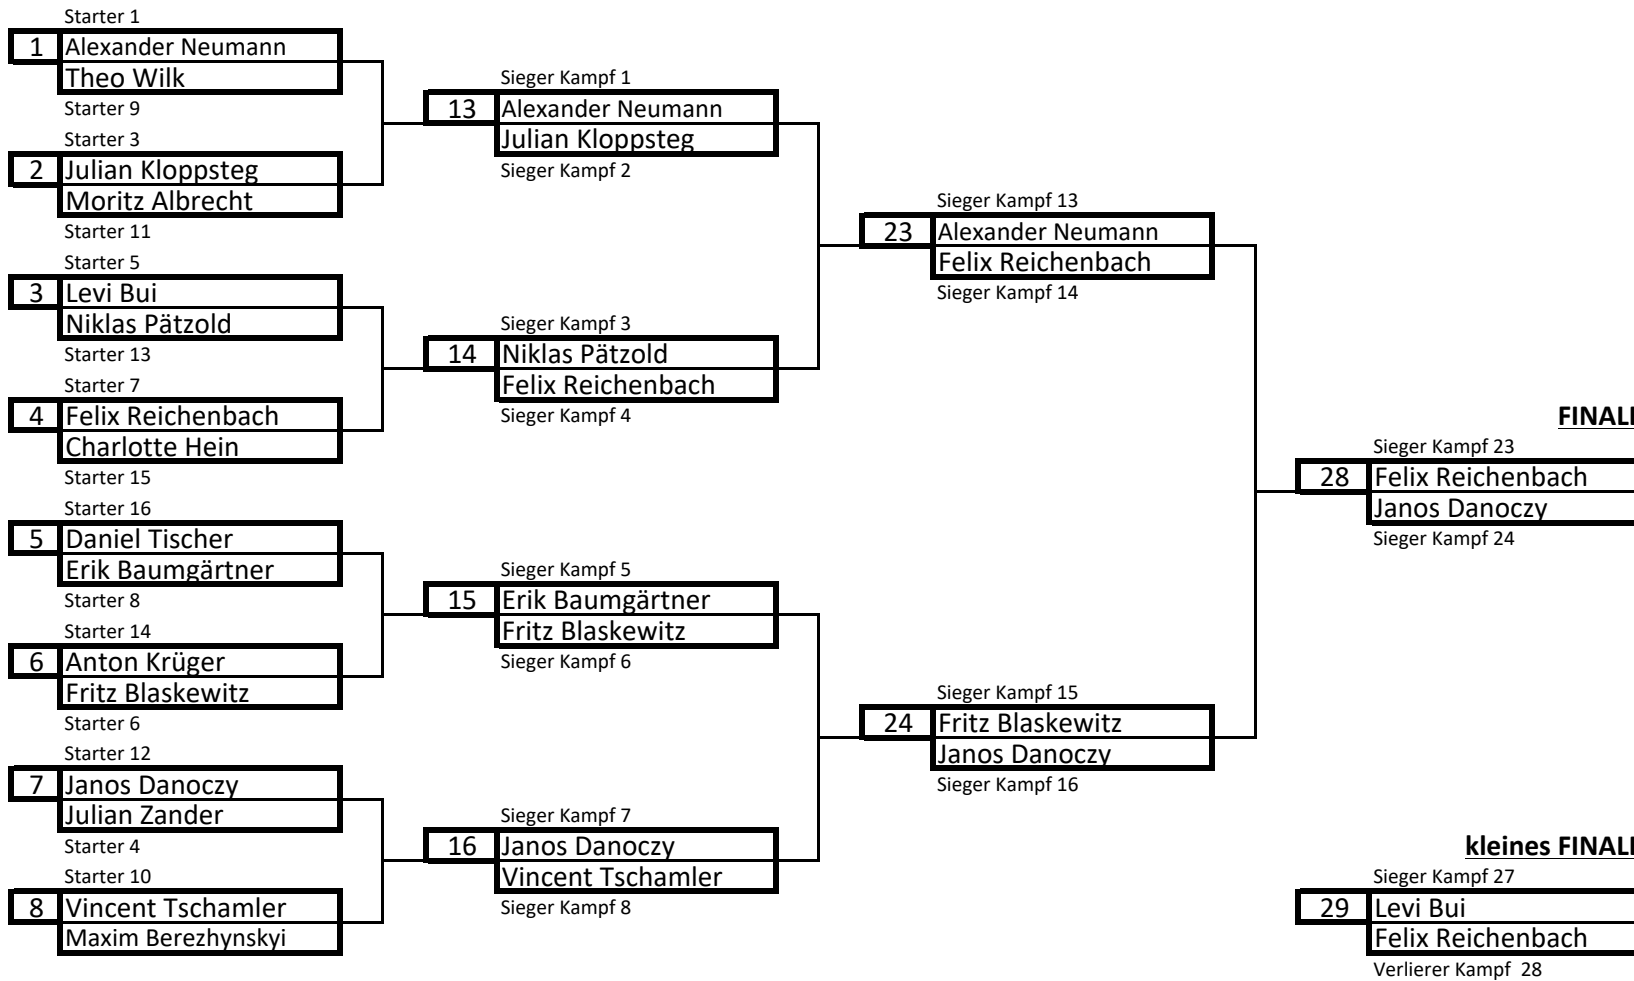 Starter 1
1 Alexander Neumann
Theo Wilk
Starter 9
Starter 3
2 Julian Kloppsteg
Moritz Albrecht
Starter 11
Starter 5
3 Levi Bui
Niklas Pätzold
Starter 13
Starter 7
4 Felix Reichenbach
Charlotte Hein
Starter 15
Starter 16
5 Daniel Tischer
Erik Baumgärtner
Starter 8
Starter 14
6 Anton Krüger
Fritz Blaskewitz
Starter 6
Starter 12
7 Janos Danoczy
Julian Zander
Starter 4
Starter 10
8 Vincent Tschamler
Maxim Berezhynskyi
Sieger Kampf 1
13 Alexander Neumann
Julian Kloppsteg
Sieger Kampf 2
Sieger Kampf 3
14 Niklas Pätzold
Felix Reichenbach
Sieger Kampf 4
Sieger Kampf 5
15 Erik Baumgärtner
Fritz Blaskewitz
Sieger Kampf 6
Sieger Kampf 7
16 Janos Danoczy
Vincent Tschamler
Sieger Kampf 8
Sieger Kampf 13
23 Alexander Neumann
Felix Reichenbach
Sieger Kampf 14
Sieger Kampf 15
24 Fritz Blaskewitz
Janos Danoczy
Sieger Kampf 16
FINALE
Sieger Kampf 23
28 Felix Reichenbach
Janos Danoczy
Sieger Kampf 24
kleines FINALE
Sieger Kampf 27
29 Levi Bui
Felix Reichenbach
Verlierer Kampf 28